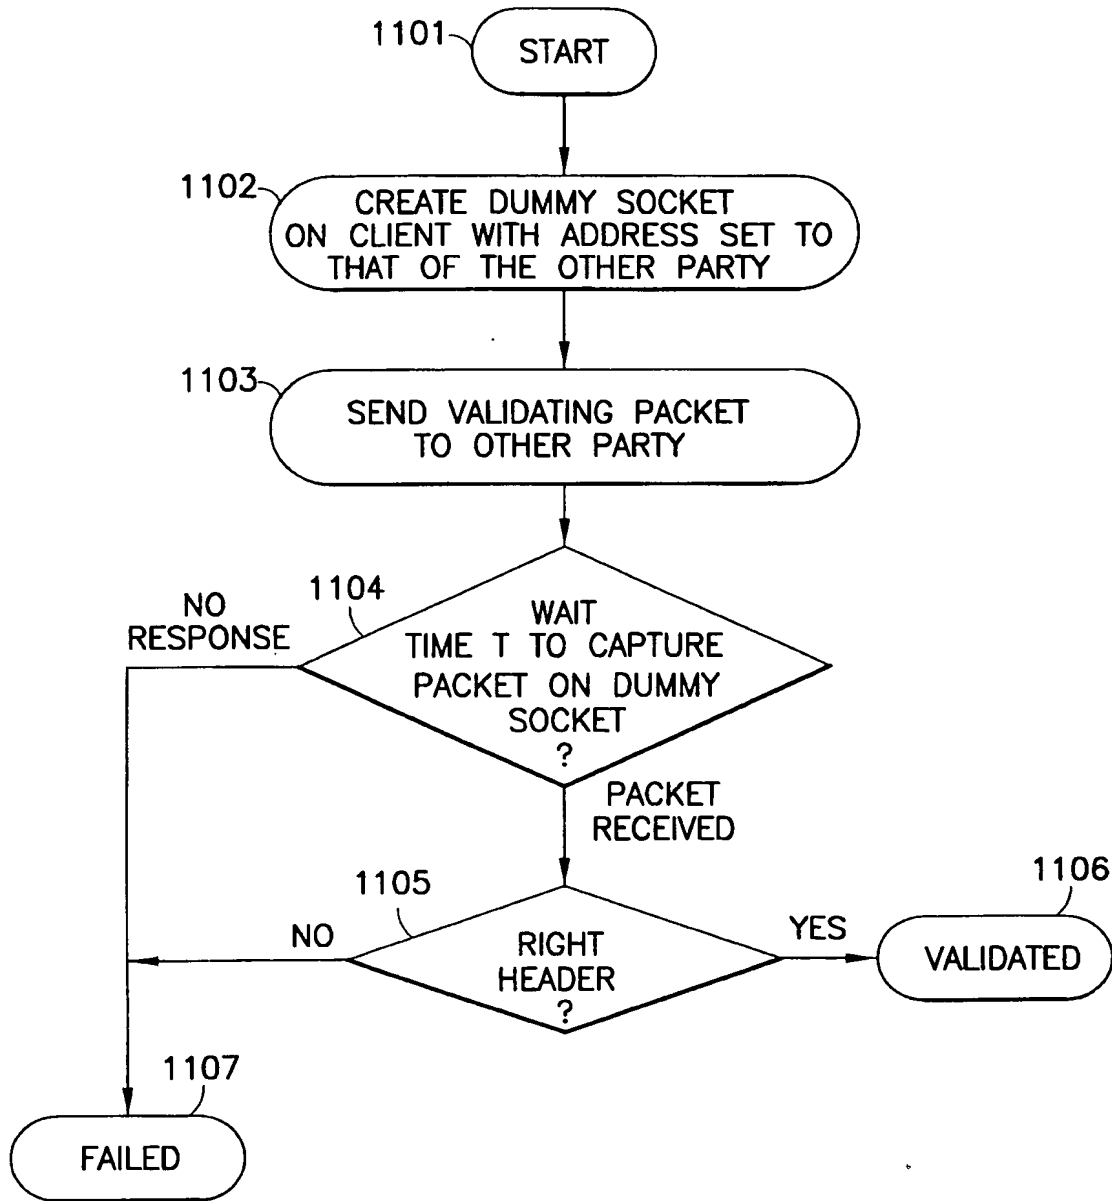 1101
START
1102
CREATE DUMMY SOCKET
ON CLIENT WITH ADDRESS SET TO
THAT OF THE OTHER PARTY
1103
SEND VALIDATING PACKET
TO OTHER PARTY
1104
NO
RESPONSE
WAIT
TIME T TO CAPTURE
PACKET ON DUMMY
SOCKET
?
PACKET
RECEIVED
1105
NO
RIGHT
HEADER
?
YES
1106
VALIDATED
1107
FAILED